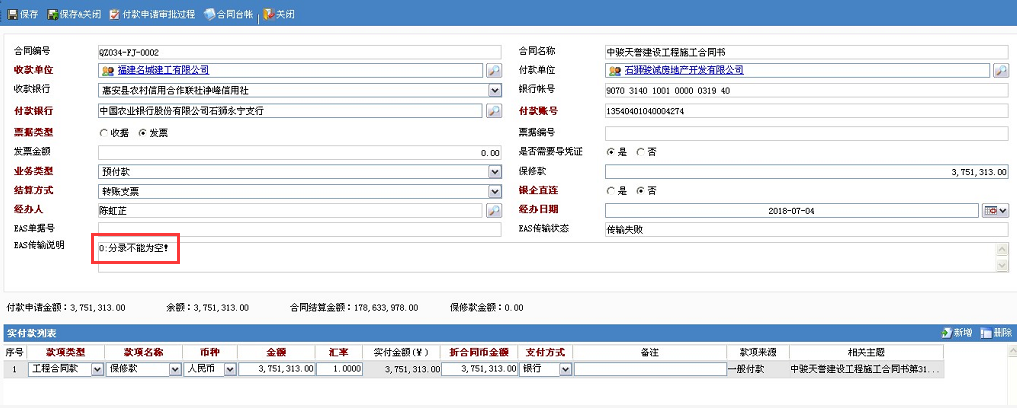 保存 保存&关闭 付款申请审批过程 合同台帐 关闭
合同编号 QZ034-FJ-0002 合同名称 中骏天誉建设工程施工合同书
收款单位 福建名城建工有限公司 付款单位 石狮骏诚房地产开发有限公司
收款银行 惠安县农村信用合作联社诤峰信用社 银行帐号 9070 3140 1001 0000 0319 40
付款银行 中国农业银行股份有限公司石狮永宁支行 付款账号 13540401040004274
票据类型 收据 发票 票据编号
发票金额 0.00 是否需要导凭证 是 否
业务类型 预付款 保修款 3,751,313.00
结算方式 转账支票 银企直连 是 否
经办人 陈虹芷 经办日期 2018-07-04
EAS单据号 EAS传输状态 传输失败
EAS传输说明 0:分录不能为空!
付款申请金额：3,751,313.00 余额：3,751,313.00 合同结算金额：178,633,978.00 保修款金额：0.00
实付款列表 新增 删除
序号 款项类型 款项名称 币种 金额 汇率 实付金额(¥) 折合同币金额 支付方式 备注 款项来源 相关主题
1 工程合同款 保修款 人民币 3,751,313.00 1.0000 3,751,313.00 3,751,313.00 银行 一般付款 中骏天誉建设工程施工合同书第31...